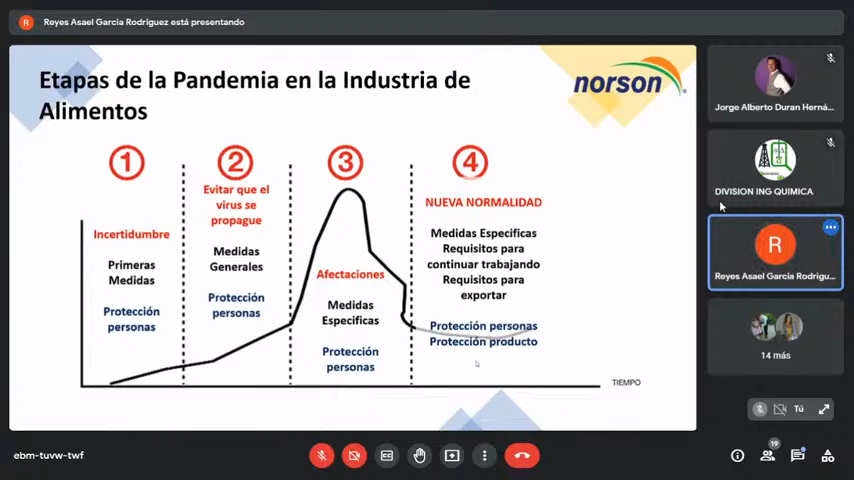 R
Reyes Asael Garcia Rodríguez está presentando
Etapas de la Pandemia en la Industria de
Alimentos
norson
1
2
3
4
Incertidumbre
Primeras
Medidas
Protección
personas
Evitar que el
virus se
propague
Medidas
Generales
Protección
personas
Afectaciones
Medidas
Especificas
Protección
personas
NUEVA NORMALIDAD
Medidas Especificas
Requisitos para
continuar trabajando
Requisitos para
exportar
Protección personas
Protección producto
TIEMPO
Jorge Alberto Duran Herná...
DIVISION ING QUIMICA
R
Reyes Asael Garcia Rodrígu...
14 más
Tú
ebm-tuvw-twf
19